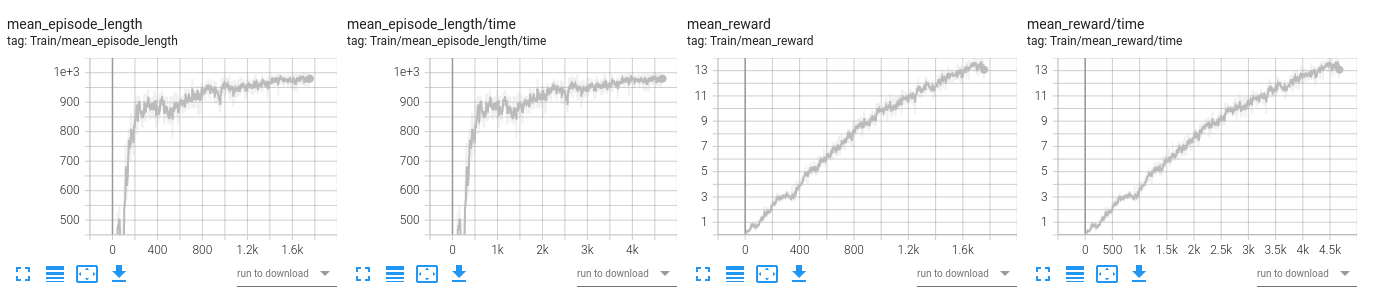 mean_episode_length
tag: Train/mean_episode_length
1e+3
900
800
700
600
500
0 400 800 1.2k 1.6k
run to download
mean_episode_length/time
tag: Train/mean_episode_length/time
1e+3
900
800
700
600
500
0 1k 2k 3k 4k
run to download
mean_reward
tag: Train/mean_reward
13
11
9
7
5
3
1
0 400 800 1.2k 1.6k
run to download
mean_reward/time
tag: Train/mean_reward/time
13
11
9
7
5
3
1
0 500 1k 1.5k 2k 2.5k 3k 3.5k 4k 4.5k
run to download